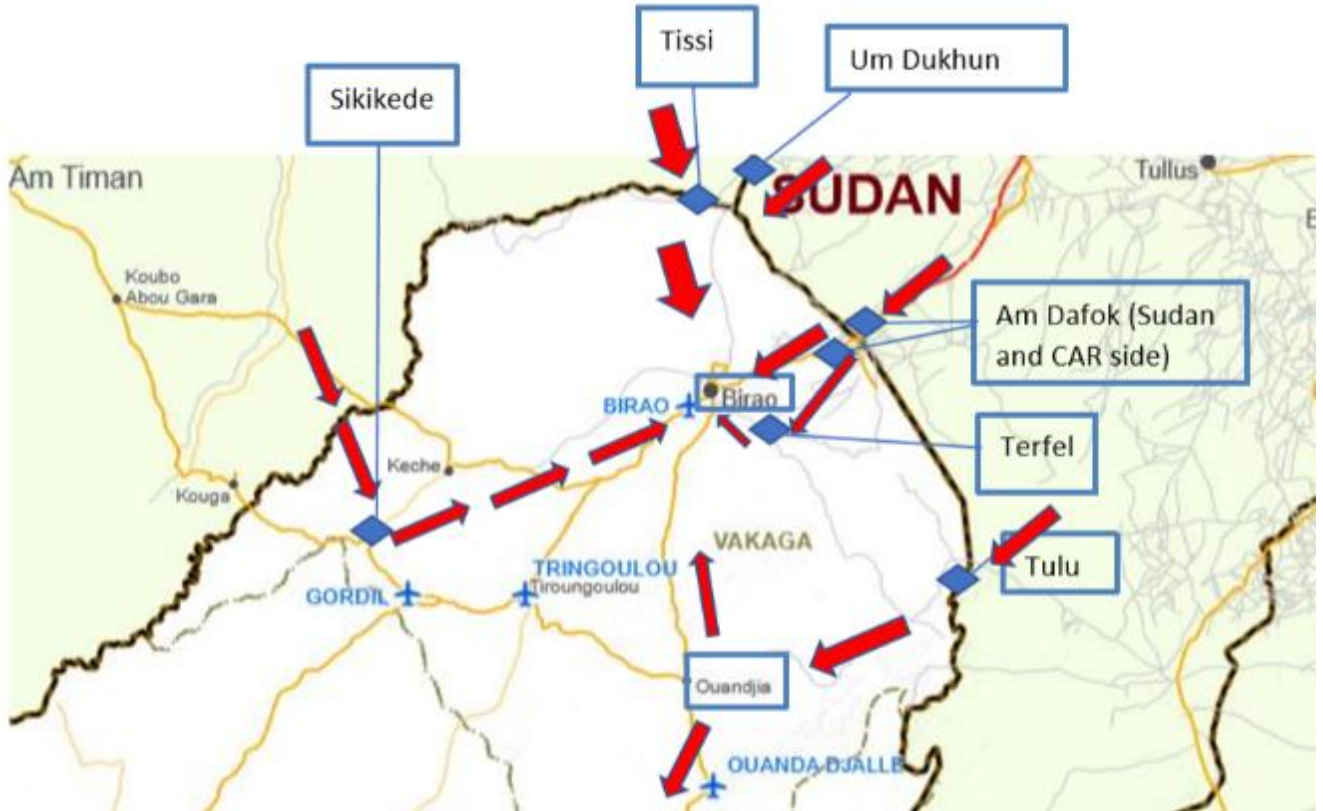 Tissi
Um Dukhun
Sikikede
Am Timan
SUDAN
Tullus
Koubo
Abou Gara
Am Dafok (Sudan
and CAR side)
BIRAO
Birao
Terfel
Keche
Kouga
VAKAGA
Tulu
TRINGOULOU
Tiroungoulou
GORDIL
Ouandjia
OUANDA DJALLE